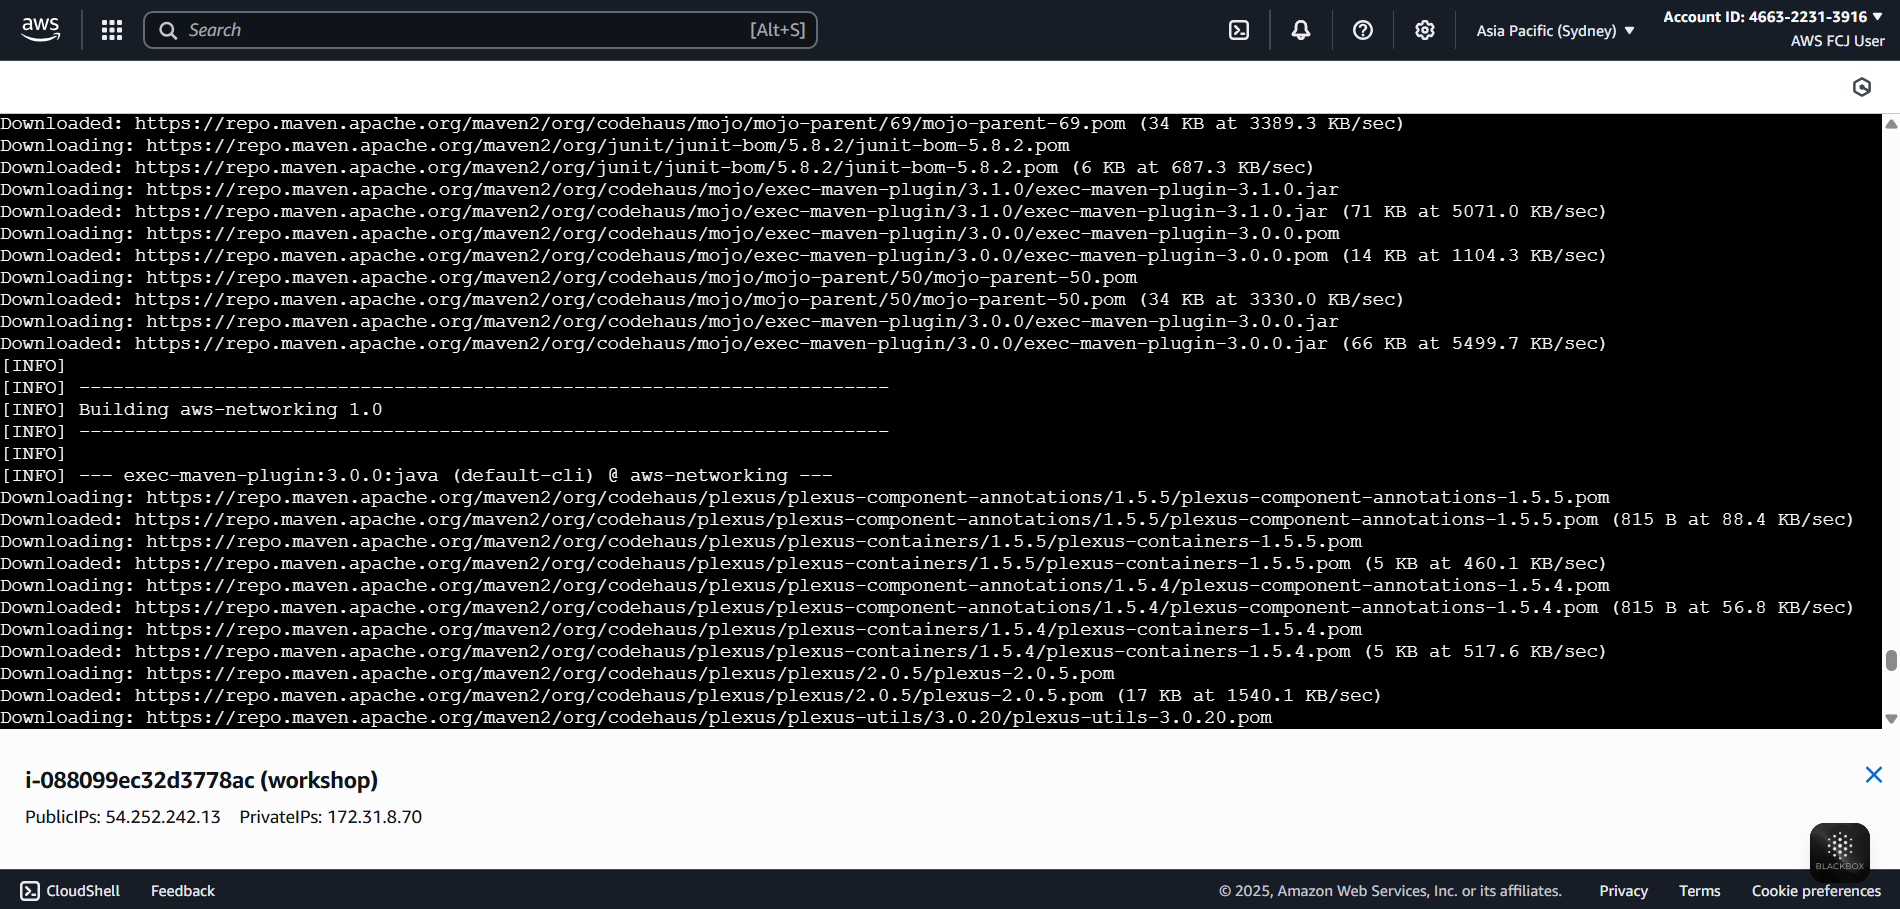 aws
Search
[Alt+S]
Asia Pacific (Sydney)
Account ID: 4663-2231-3916
AWS FCJ User
Downloaded: https://repo.maven.apache.org/maven2/org/codehaus/mojo/mojo-parent/69/mojo-parent-69.pom (34 KB at 3389.3 KB/sec)
Downloading: https://repo.maven.apache.org/maven2/org/junit/junit-bom/5.8.2/junit-bom-5.8.2.pom
Downloaded: https://repo.maven.apache.org/maven2/org/junit/junit-bom/5.8.2/junit-bom-5.8.2.pom (6 KB at 687.3 KB/sec)
Downloading: https://repo.maven.apache.org/maven2/org/codehaus/mojo/exec-maven-plugin/3.1.0/exec-maven-plugin-3.1.0.jar
Downloaded: https://repo.maven.apache.org/maven2/org/codehaus/mojo/exec-maven-plugin/3.1.0/exec-maven-plugin-3.1.0.jar (71 KB at 5071.0 KB/sec)
Downloading: https://repo.maven.apache.org/maven2/org/codehaus/mojo/exec-maven-plugin/3.0.0/exec-maven-plugin-3.0.0.pom
Downloaded: https://repo.maven.apache.org/maven2/org/codehaus/mojo/exec-maven-plugin/3.0.0/exec-maven-plugin-3.0.0.pom (14 KB at 1104.3 KB/sec)
Downloading: https://repo.maven.apache.org/maven2/org/codehaus/mojo/mojo-parent/50/mojo-parent-50.pom
Downloaded: https://repo.maven.apache.org/maven2/org/codehaus/mojo/mojo-parent/50/mojo-parent-50.pom (34 KB at 3330.0 KB/sec)
Downloading: https://repo.maven.apache.org/maven2/org/codehaus/mojo/exec-maven-plugin/3.0.0/exec-maven-plugin-3.0.0.jar
Downloaded: https://repo.maven.apache.org/maven2/org/codehaus/mojo/exec-maven-plugin/3.0.0/exec-maven-plugin-3.0.0.jar (66 KB at 5499.7 KB/sec)
[INFO]
[INFO] ------------------------------------------------------------------------
[INFO] Building aws-networking 1.0
[INFO] ------------------------------------------------------------------------
[INFO]
[INFO] --- exec-maven-plugin:3.0.0:java (default-cli) @ aws-networking ---
Downloading: https://repo.maven.apache.org/maven2/org/codehaus/plexus/plexus-component-annotations/1.5.5/plexus-component-annotations-1.5.5.pom
Downloaded: https://repo.maven.apache.org/maven2/org/codehaus/plexus/plexus-component-annotations/1.5.5/plexus-component-annotations-1.5.5.pom (815 B at 88.4 KB/sec)
Downloading: https://repo.maven.apache.org/maven2/org/codehaus/plexus/plexus-containers/1.5.5/plexus-containers-1.5.5.pom
Downloaded: https://repo.maven.apache.org/maven2/org/codehaus/plexus/plexus-containers/1.5.5/plexus-containers-1.5.5.pom (5 KB at 460.1 KB/sec)
Downloading: https://repo.maven.apache.org/maven2/org/codehaus/plexus/plexus-component-annotations/1.5.4/plexus-component-annotations-1.5.4.pom
Downloaded: https://repo.maven.apache.org/maven2/org/codehaus/plexus/plexus-component-annotations/1.5.4/plexus-component-annotations-1.5.4.pom (815 B at 56.8 KB/sec)
Downloading: https://repo.maven.apache.org/maven2/org/codehaus/plexus/plexus-containers/1.5.4/plexus-containers-1.5.4.pom
Downloaded: https://repo.maven.apache.org/maven2/org/codehaus/plexus/plexus-containers/1.5.4/plexus-containers-1.5.4.pom (5 KB at 517.6 KB/sec)
Downloading: https://repo.maven.apache.org/maven2/org/codehaus/plexus/plexus/2.0.5/plexus-2.0.5.pom
Downloaded: https://repo.maven.apache.org/maven2/org/codehaus/plexus/plexus/2.0.5/plexus-2.0.5.pom (17 KB at 1540.1 KB/sec)
Downloading: https://repo.maven.apache.org/maven2/org/codehaus/plexus/plexus-utils/3.0.20/plexus-utils-3.0.20.pom
i-088099ec32d3778ac (workshop)
PublicIPs: 54.252.242.13 PrivateIPs: 172.31.8.70
BLACKBOX
CloudShell
Feedback
© 2025, Amazon Web Services, Inc. or its affiliates.
Privacy
Terms
Cookie preferences